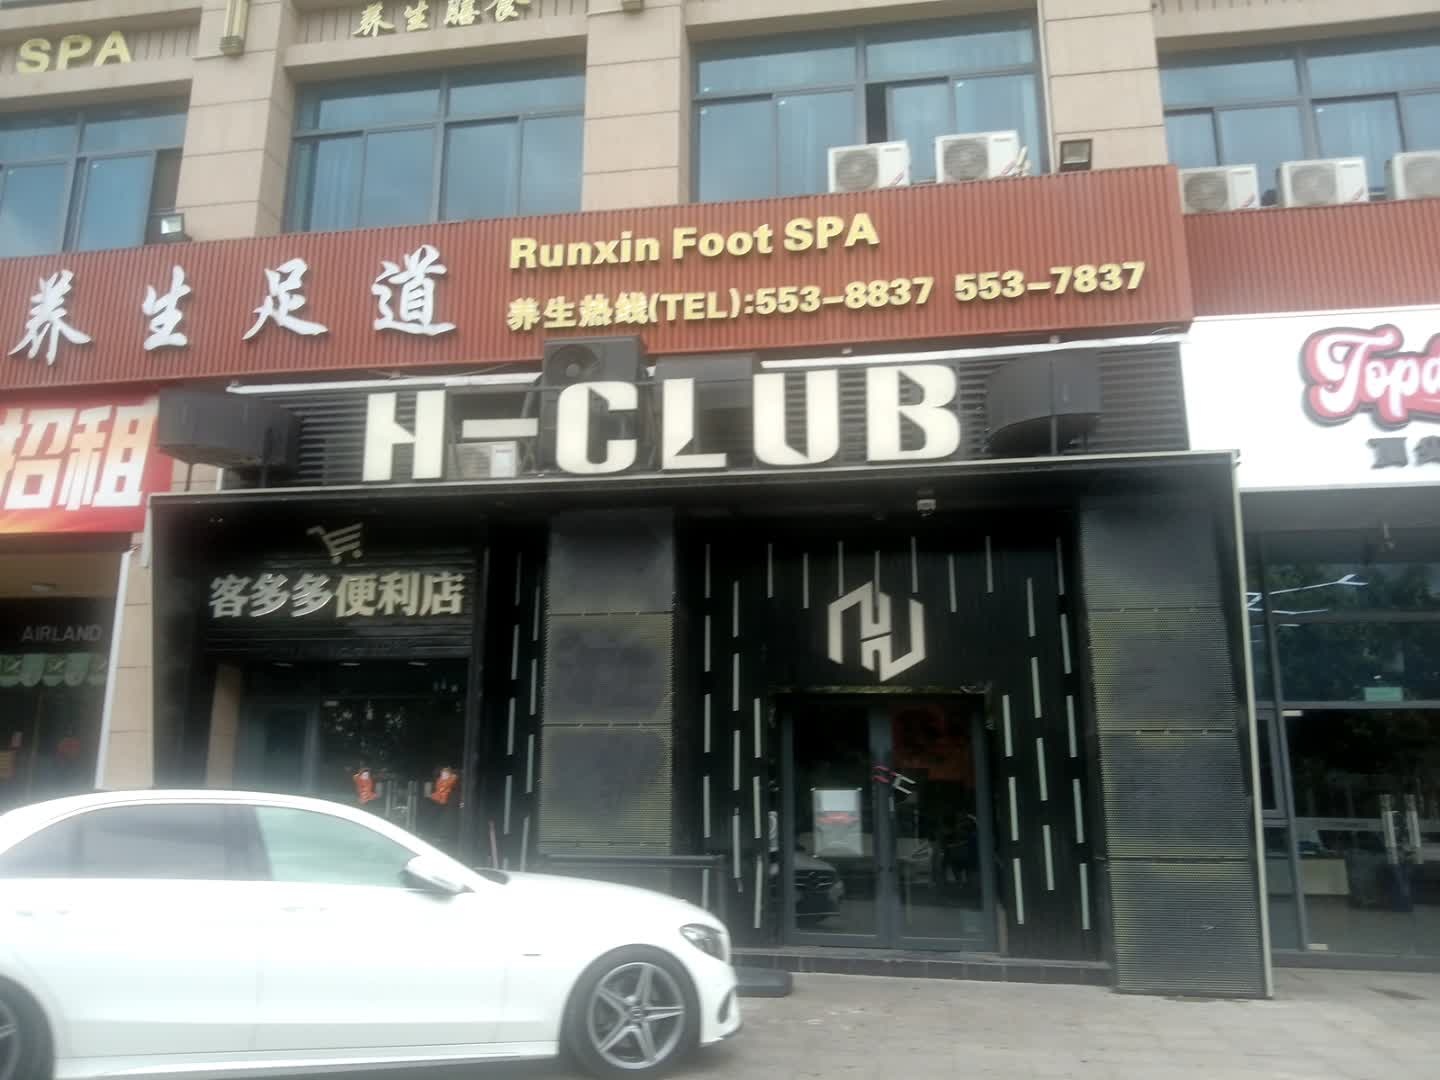 SPA
养生膳食
养生足道
Runxin Foot SPA
养生热线(TEL):553-8837 553-7837
招租
H-CLUB
客多多便利店
AIRLAND